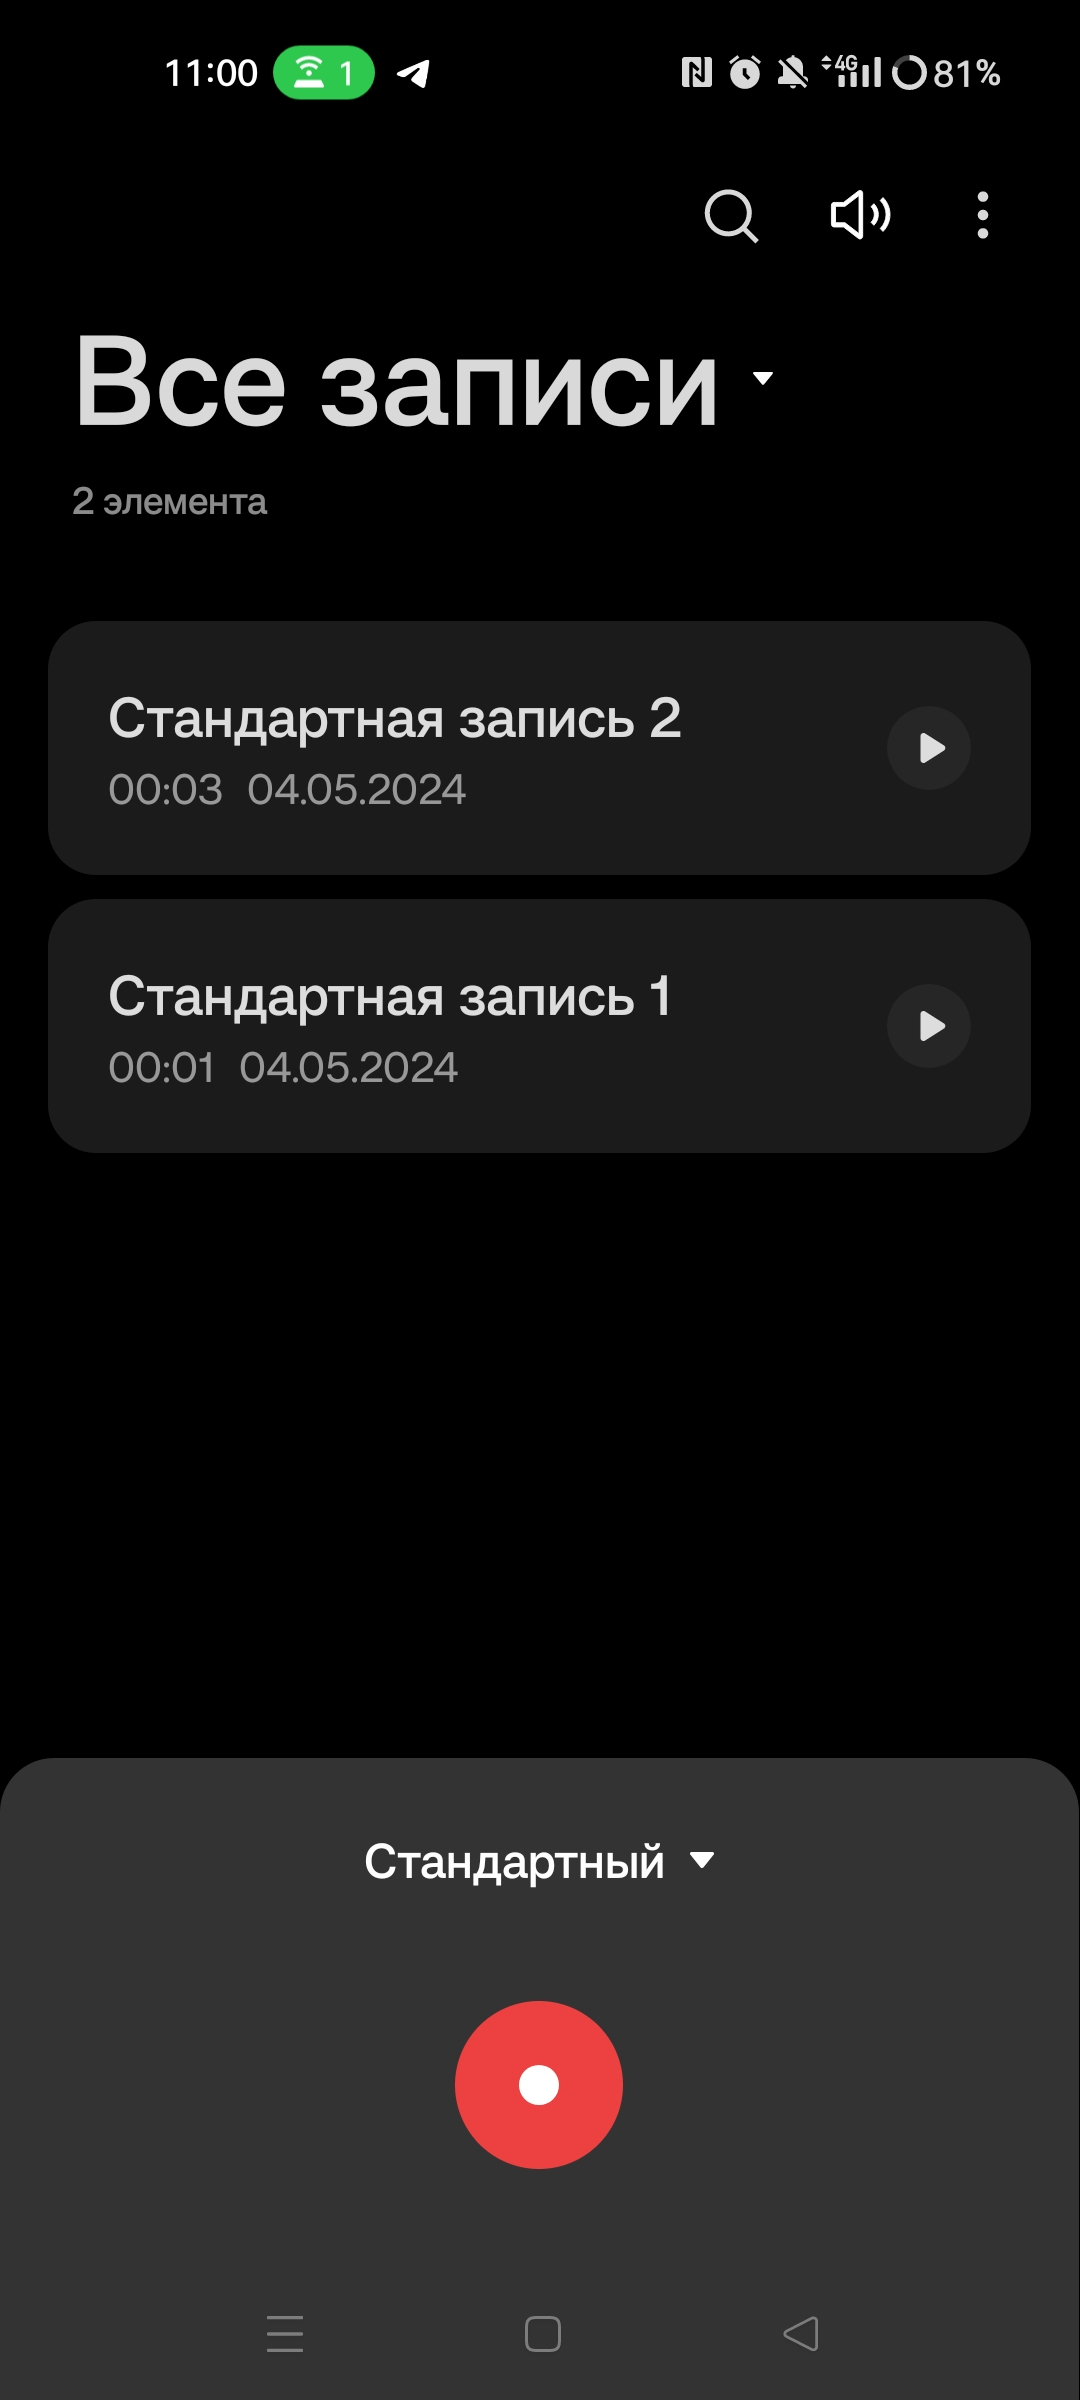 11:00 1 4G 81%
Все записи
2 элемента
Стандартная запись 2
00:03 04.05.2024
Стандартная запись 1
00:01 04.05.2024
Стандартный